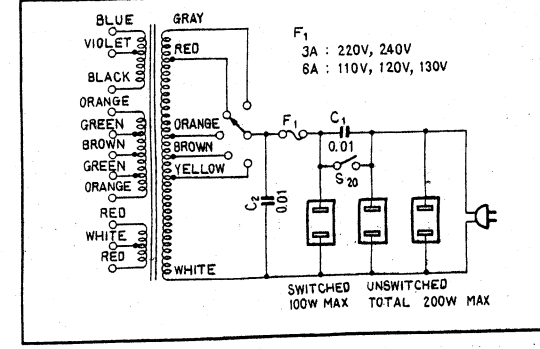 BLUE
VIOLET
BLACK
ORANGE
GREEN
BROWN
GREEN
ORANGE
RED
WHITE
RED
GRAY
RED
ORANGE
BROWN
YELLOW
WHITE
F1
3A : 220V, 240V
6A : 110V, 120V, 130V
F1
C1
0.01
S20
C2
0.01
SWITCHED
100W MAX
UNSWITCHED
TOTAL 200W MAX